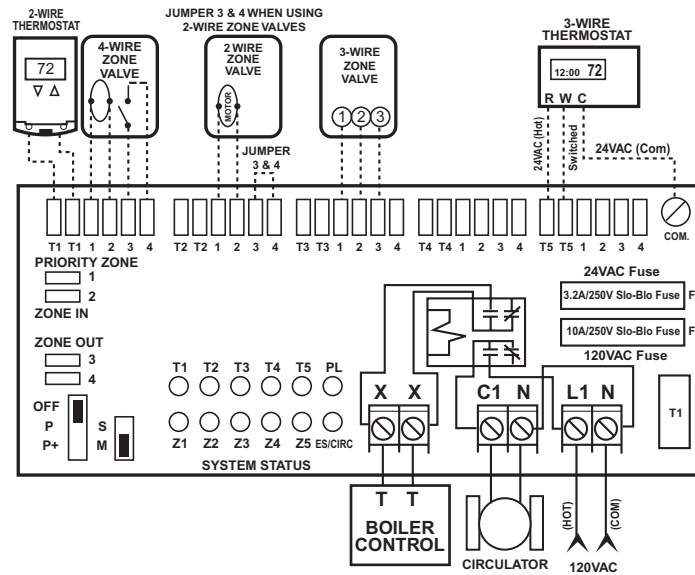 2-WIRE
THERMOSTAT
72
4-WIRE
ZONE
VALVE
JUMPER 3 & 4 WHEN USING
2-WIRE ZONE VALVES
2 WIRE
ZONE
VALVE
MOTOR
JUMPER
3 & 4
3-WIRE
ZONE
VALVE
1 2 3
3-WIRE
THERMOSTAT
12:00 72
R W C
24VAC (Hot)
Switched
24VAC (Com)
T1 T1 1 2 3 4 T2 T2 1 2 3 4 T3 T3 1 2 3 4 T4 T4 1 2 3 4 T5 T5 1 2 3 4 COM.
PRIORITY ZONE
1
2
ZONE IN
ZONE OUT
3
4
OFF
P
P+
S
M
T1 T2 T3 T4 T5 PL
Z1 Z2 Z3 Z4 Z5 ES/CIRC
SYSTEM STATUS
24VAC Fuse
3.2A/250V Slo-Blo Fuse F
10A/250V Slo-Blo Fuse F
120VAC Fuse
X X C1 N L1 N
T1
T T
BOILER
CONTROL
CIRCULATOR
(HOT)
(COM)
120VAC